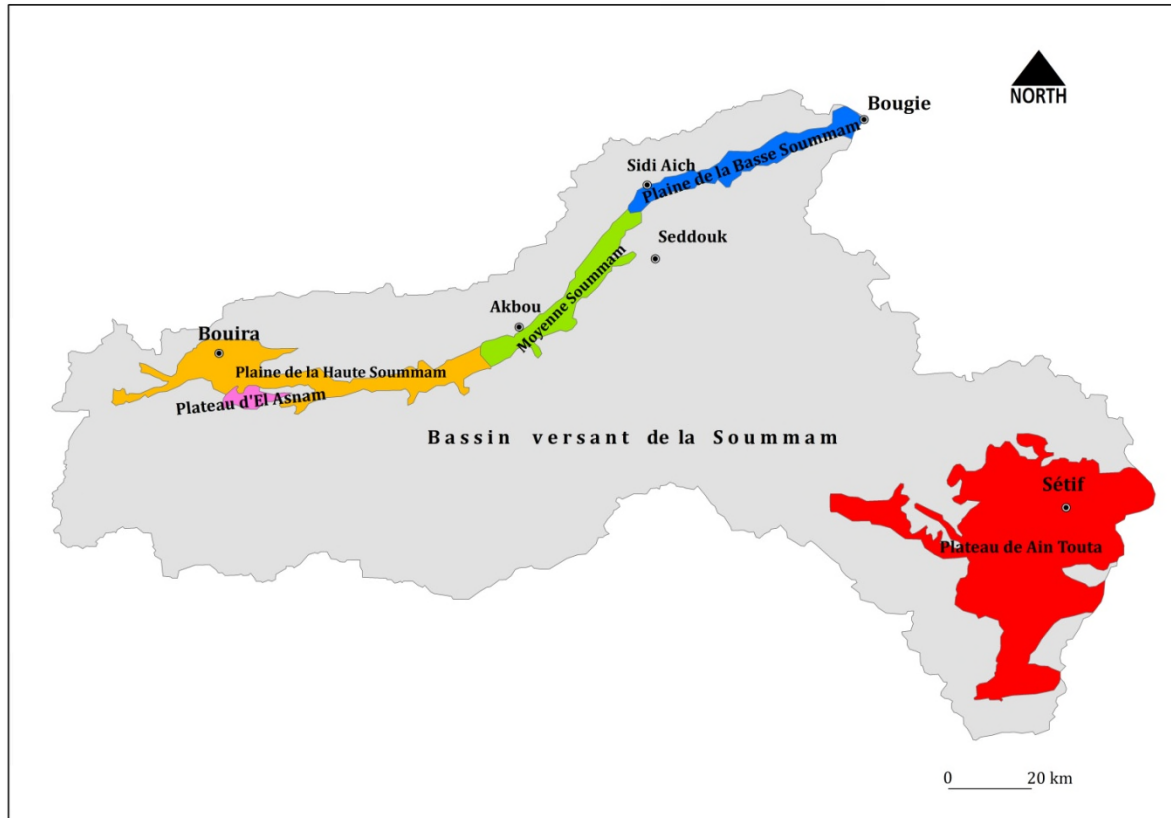 NORTH
Bougie
Plaine de la Basse Soummam
Sidi Aich
Seddouk
Moyenne Soummam
Akbou
Bouira
Plaine de la Haute Soummam
Plateau d'El Asnam
Bassin versant de la Soummam
Sétif
Plateau de Ain Touta
0 20 km